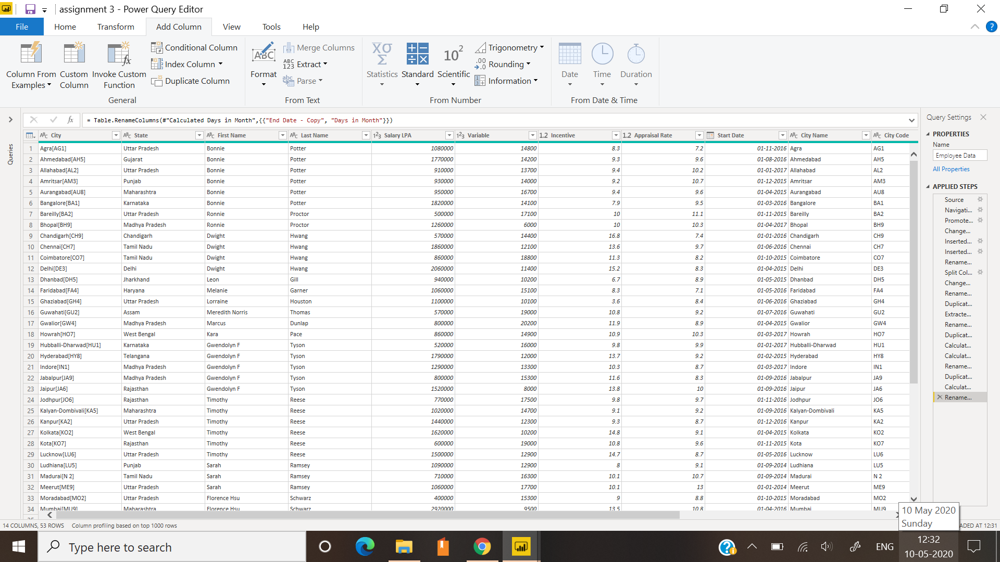 assignment 3 - Power Query Editor
File Home Transform Add Column View Tools Help
Column From Examples
Custom Column
Invoke Custom Function
Conditional Column
Index Column
Duplicate Column
General
Format
Merge Columns
Extract
Parse
From Text
Statistics
Standard
Scientific
Trigonometry
Rounding
Information
From Number
Date
Time
Duration
From Date & Time
= Table.RenameColumns(#"Calculated Days in Month",{{"End Date - Copy", "Days in Month"}})
Queries
City State First Name Last Name Salary LPA Variable Incentive Appraisal Rate Start Date City Name City Code
1 Agra[AG1] Uttar Pradesh Bonnie Potter 1080000 14800 8.3 7.2 01-11-2016 Agra AG1
2 Ahmedabad[AH5] Gujarat Bonnie Potter 1770000 14200 9.3 9.6 01-08-2016 Ahmedabad AH5
3 Allahabad[AL2] Uttar Pradesh Bonnie Potter 910000 13700 9.4 10.2 01-01-2017 Allahabad AL2
4 Amritsar[AM3] Punjab Bonnie Potter 930000 14000 9.2 10.7 01-12-2015 Amritsar AM3
5 Aurangabad[AU8] Maharashtra Bonnie Potter 950000 16700 9.4 9.6 01-04-2015 Aurangabad AU8
6 Bangalore[BA1] Karnataka Bonnie Potter 1820000 14100 7.9 9.5 01-03-2016 Bangalore BA1
7 Bareilly[BA2] Uttar Pradesh Ronnie Proctor 500000 17100 10 11.1 01-11-2015 Bareilly BA2
8 Bhopal[BH9] Madhya Pradesh Ronnie Proctor 1260000 6000 10 10.3 01-04-2017 Bhopal BH9
9 Chandigarh[CH9] Chandigarh Dwight Hwang 570000 14400 16.8 7.4 01-01-2016 Chandigarh CH9
10 Chennai[CH7] Tamil Nadu Dwight Hwang 1860000 12100 13.6 9.7 01-06-2016 Chennai CH7
11 Coimbatore[CO7] Tamil Nadu Dwight Hwang 860000 18800 11.3 8.2 01-10-2015 Coimbatore CO7
12 Delhi[DE3] Delhi Dwight Hwang 2060000 11400 15.2 8.3 01-04-2015 Delhi DE3
13 Dhanbad[DH5] Jharkhand Leon Gill 940000 10200 6.7 8.9 01-05-2015 Dhanbad DH5
14 Faridabad[FA4] Haryana Melanie Garner 1060000 15100 8.3 7.1 01-05-2016 Faridabad FA4
15 Ghaziabad[GH4] Uttar Pradesh Lorraine Houston 1100000 10100 3.6 8.4 01-06-2016 Ghaziabad GH4
16 Guwahati[GU2] Assam Meredith Norris Thomas 570000 19000 10.8 9.2 01-07-2016 Guwahati GU2
17 Gwalior[GW4] Madhya Pradesh Marcus Dunlap 800000 20200 11.9 8.9 01-04-2015 Gwalior GW4
18 Howrah[HO7] West Bengal Kara Pace 860000 14900 10.9 10.3 01-03-2017 Howrah HO7
19 Hubballi-Dharwad[HU1] Karnataka Gwendolyn F Tyson 520000 16000 9.8 9.9 01-01-2017 Hubballi-Dharwad HU1
20 Hyderabad[HY8] Telangana Gwendolyn F Tyson 1790000 12000 13.7 9.2 01-02-2015 Hyderabad HY8
21 Indore[IN1] Madhya Pradesh Gwendolyn F Tyson 1290000 13300 10.3 8.7 01-03-2017 Indore IN1
22 Jabalpur[JA9] Madhya Pradesh Gwendolyn F Tyson 800000 15300 11.6 8.3 01-09-2016 Jabalpur JA9
23 Jaipur[JA6] Rajasthan Gwendolyn F Tyson 1520000 8000 13.8 10 01-09-2016 Jaipur JA6
24 Jodhpur[JO6] Rajasthan Timothy Reese 770000 17500 9.8 9.7 01-11-2016 Jodhpur JO6
25 Kalyan-Dombivali[KA5] Maharashtra Timothy Reese 1020000 14700 9.1 9.2 01-09-2016 Kalyan-Dombivali KA5
26 Kanpur[KA2] Uttar Pradesh Timothy Reese 1440000 12300 9.3 8.7 01-12-2016 Kanpur KA2
27 Kolkata[KO2] West Bengal Timothy Reese 1620000 10200 14.8 9.1 01-04-2015 Kolkata KO2
28 Kota[KO7] Rajasthan Timothy Reese 600000 19000 10.8 9.6 01-11-2015 Kota KO7
29 Lucknow[LU6] Uttar Pradesh Timothy Reese 1500000 12900 14.7 8.7 01-05-2016 Lucknow LU6
30 Ludhiana[LU5] Punjab Sarah Ramsey 1090000 12900 8 9.1 01-09-2014 Ludhiana LU5
31 Madurai[N 2] Tamil Nadu Sarah Ramsey 710000 16300 10.1 10.7 01-09-2014 Madurai N 2
32 Meerut[ME9] Uttar Pradesh Sarah Ramsey 1060000 17700 10.1 13 01-01-2014 Meerut ME9
33 Moradabad[MO2] Uttar Pradesh Florence Hsu Schwarz 400000 15300 9 8.8 01-10-2015 Moradabad MO2
34 Mumbai[MU9] Maharashtra Florence Hsu Schwarz 2920000 9500 13.5 10.8 01-04-2016 Mumbai MU9
Query Settings
PROPERTIES
Name
Employee Data
All Properties
APPLIED STEPS
Source
Navigati...
Promote...
Change...
Inserted...
Inserted...
Rename...
Split Col...
Change...
Rename...
Duplicat...
Extracte...
Rename...
Duplicat...
Calculat...
Calculat...
Rename...
Duplicat...
Calculat...
Rename...
14 COLUMNS, 53 ROWS Column profiling based on top 1000 rows
ADED AT 12:31
10 May 2020
Sunday
Type here to search
ENG
12:32
10-05-2020